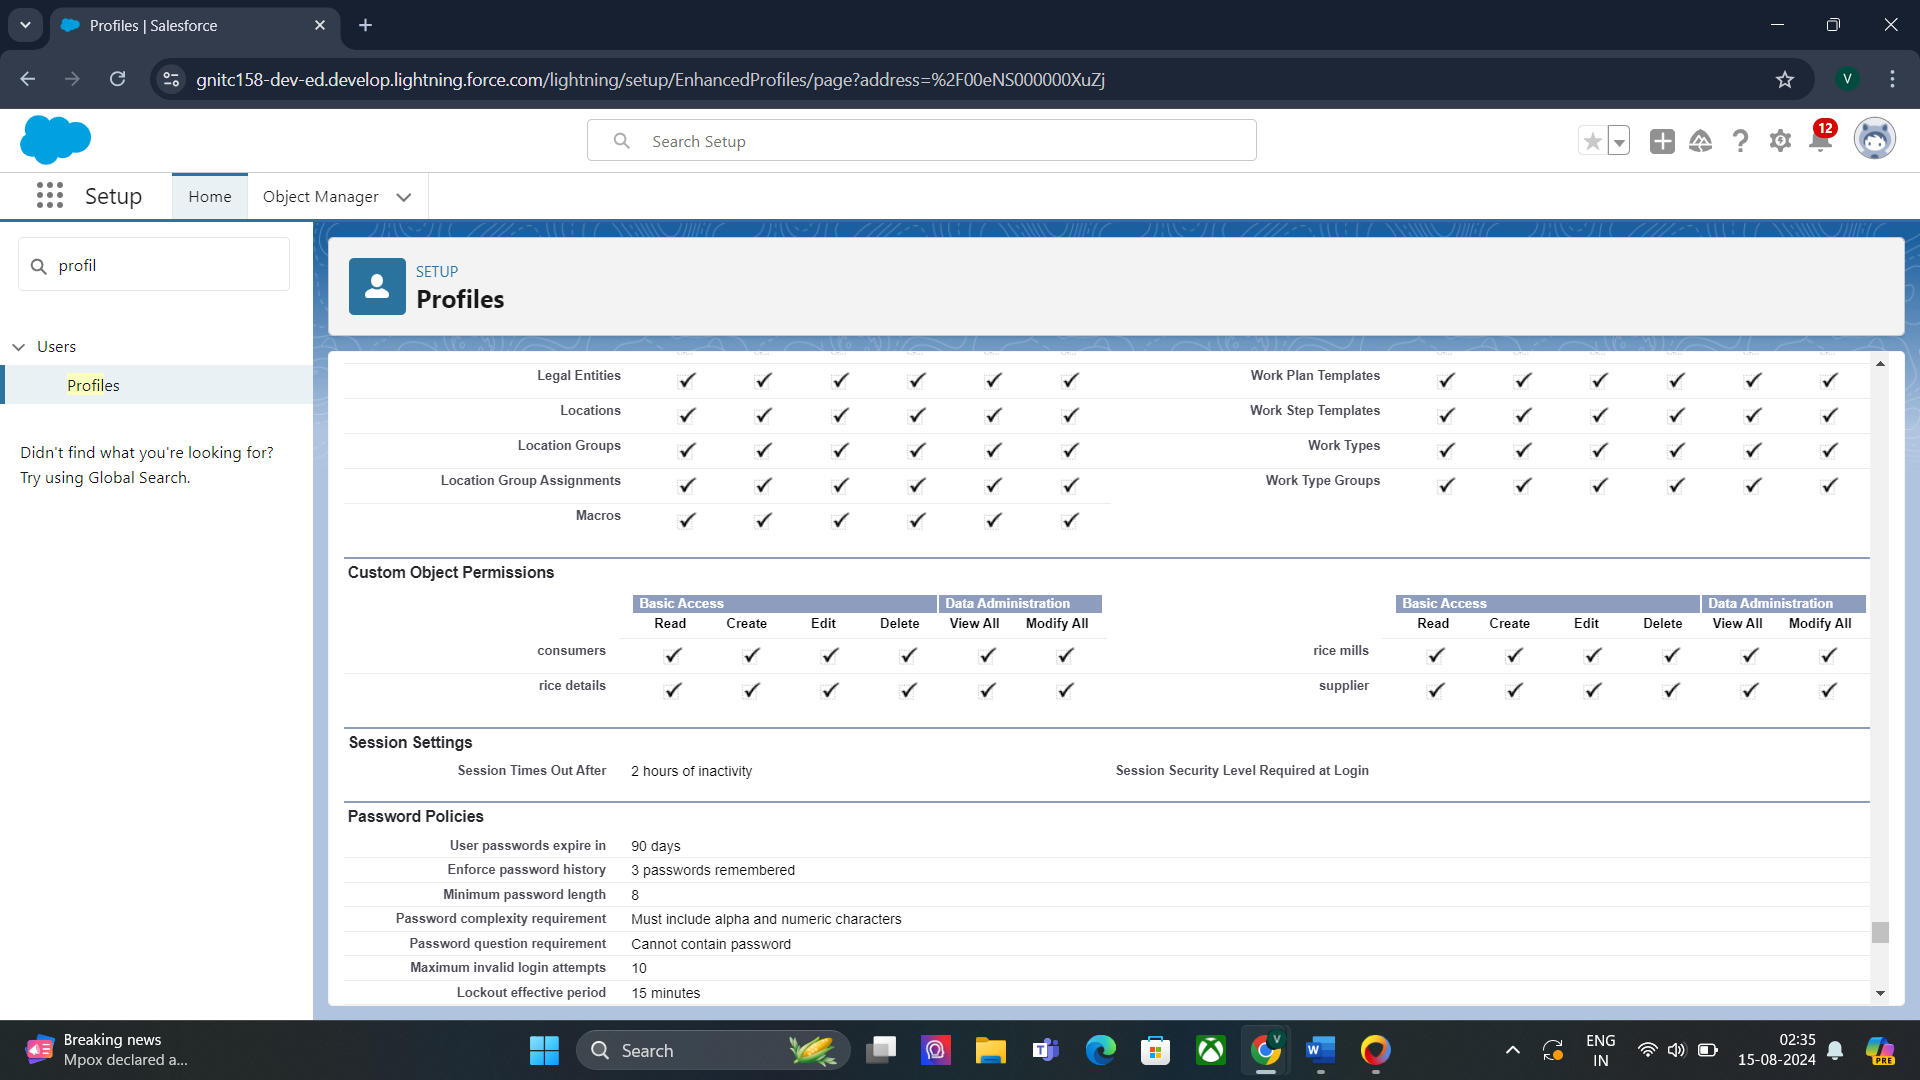 Profiles | Salesforce
gnitc158-dev-ed.develop.lightning.force.com/lightning/setup/EnhancedProfiles/page?address=%2F00eNS000000XuZj
V
Search Setup
12
Setup
Home
Object Manager
profil
Users
Profiles
Didn't find what you're looking for?
Try using Global Search.
SETUP
Profiles
Legal Entities
Work Plan Templates
Locations
Work Step Templates
Location Groups
Work Types
Location Group Assignments
Work Type Groups
Macros
Custom Object Permissions
Basic Access Data Administration Basic Access Data Administration
Read Create Edit Delete View All Modify All Read Create Edit Delete View All Modify All
consumers rice mills
rice details supplier
Session Settings
Session Times Out After 2 hours of inactivity Session Security Level Required at Login
Password Policies
User passwords expire in 90 days
Enforce password history 3 passwords remembered
Minimum password length 8
Password complexity requirement Must include alpha and numeric characters
Password question requirement Cannot contain password
Maximum invalid login attempts 10
Lockout effective period 15 minutes
Breaking news
Mpox declared a...
Search
V
W
PRE
ENG
IN
02:35
15-08-2024